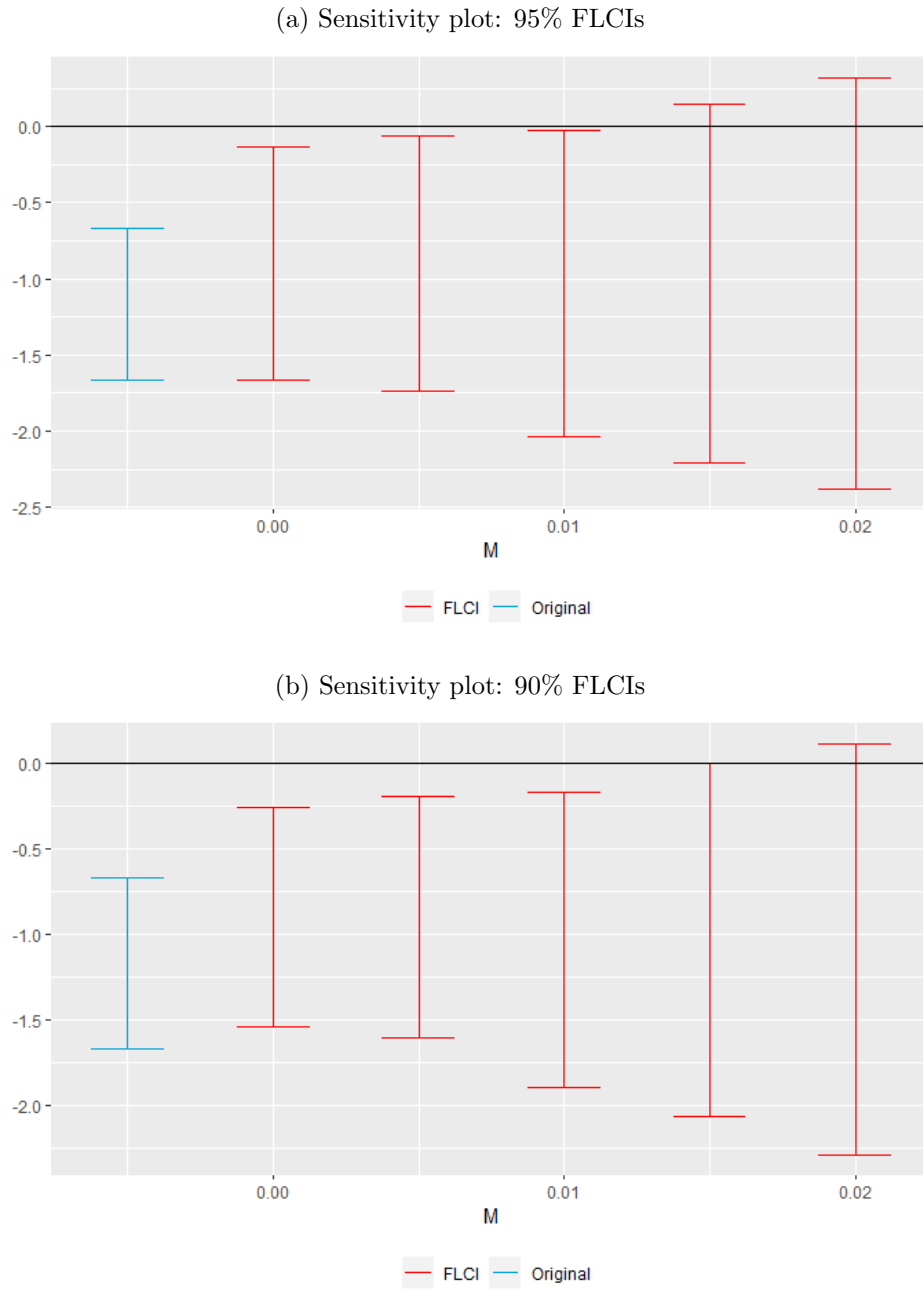 (a) Sensitivity plot: 95% FLCIs
0.0
-0.5
-1.0
-1.5
-2.0
-2.5
0.00 0.01 0.02
M
FLCI Original
(b) Sensitivity plot: 90% FLCIs
0.0
-0.5
-1.0
-1.5
-2.0
0.00 0.01 0.02
M
FLCI Original